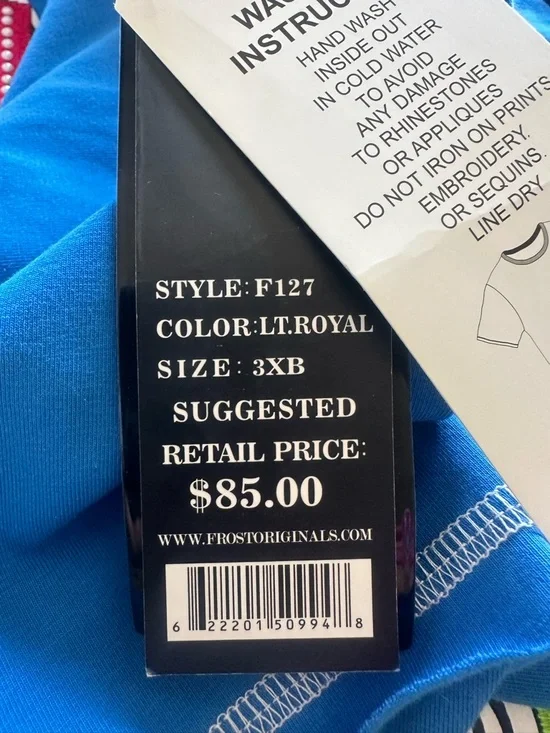 WA
INSTRUC
HAND WASH
INSIDE OUT
IN COLD WATER
TO AVOID
ANY DAMAGE
TO RHINESTONES
OR APPLIQUES
DO NOT IRON ON PRINTS
EMBROIDERY.
OR SEQUINS.
LINE DRY
STYLE:F127
COLOR:LT.ROYAL
SIZE: 3XB
SUGGESTED
RETAIL PRICE:
$85.00
WWW.FROSTORIGINALS.COM
6 22201 50994 8